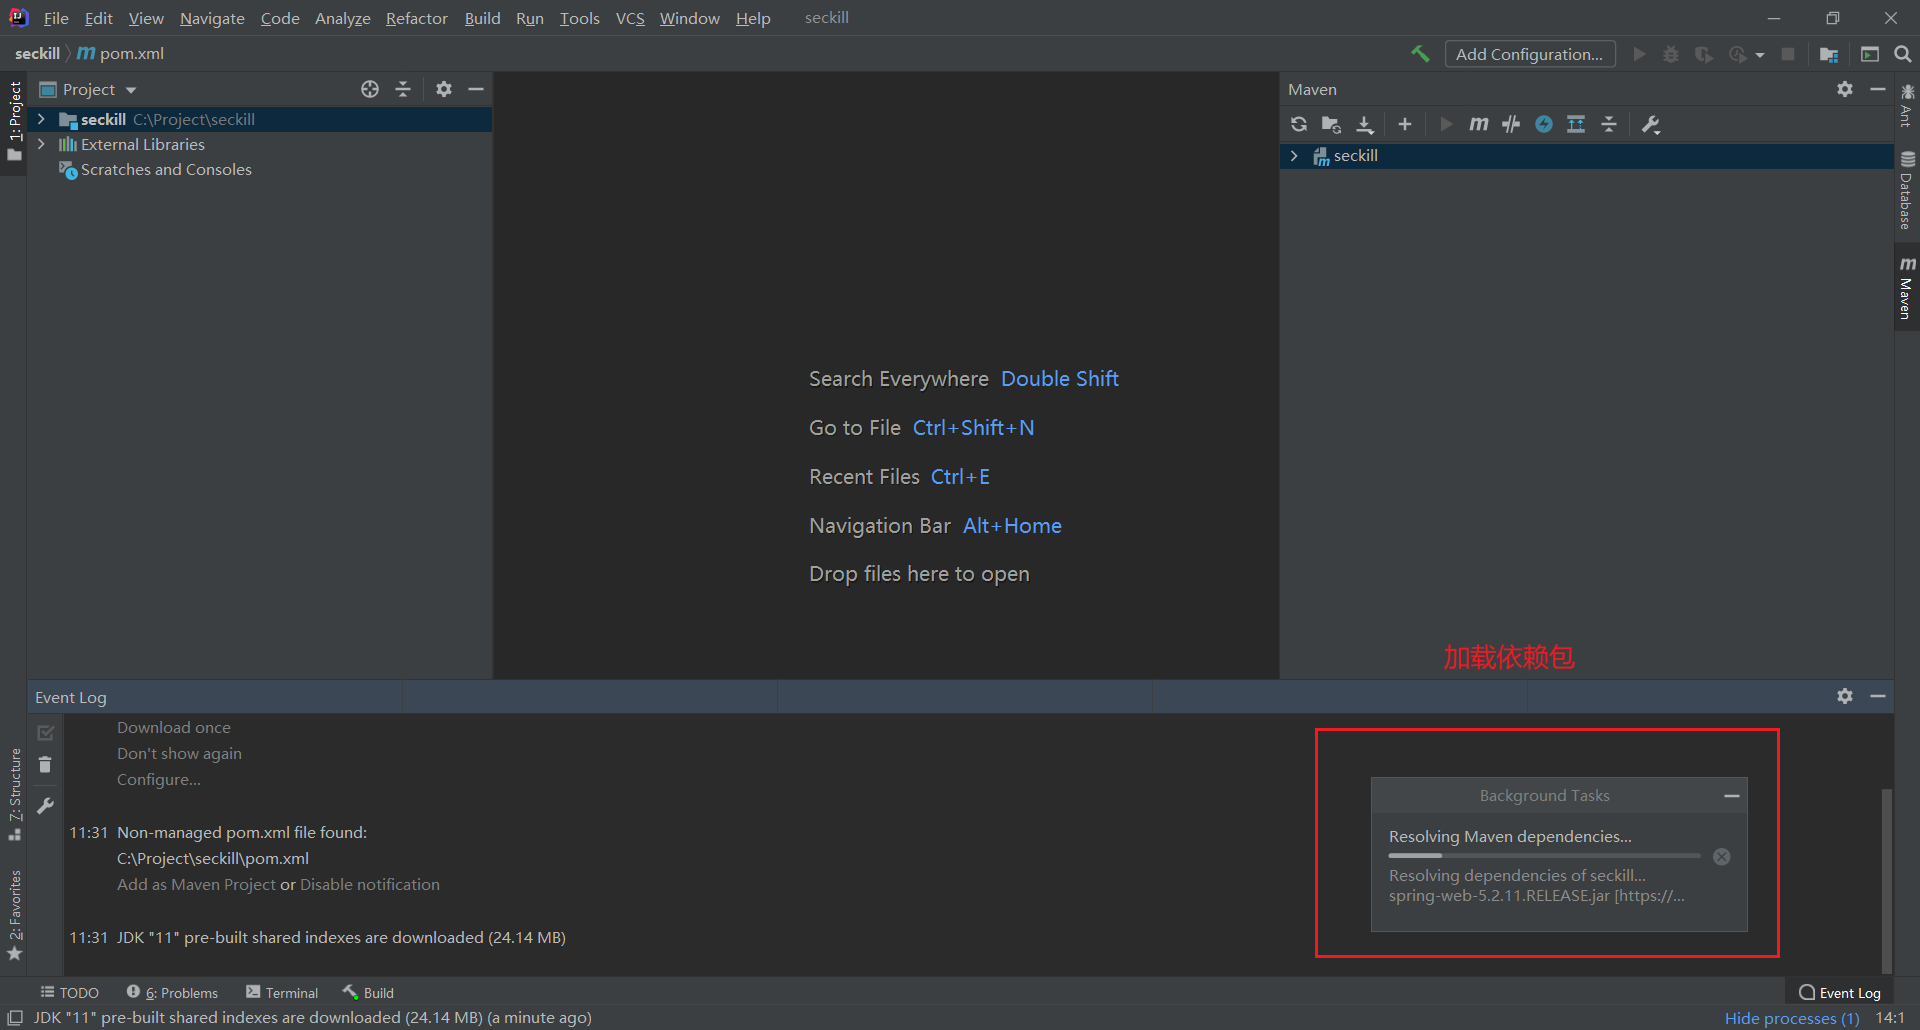 File Edit View Navigate Code Analyze Refactor Build Run Tools VCS Window Help seckill
seckill pom.xml
Add Configuration...
1: Project
Project
seckill C:\Project\seckill
External Libraries
Scratches and Consoles
Search Everywhere Double Shift
Go to File Ctrl+Shift+N
Recent Files Ctrl+E
Navigation Bar Alt+Home
Drop files here to open
Maven
seckill
Ant
Database
Maven
加载依赖包
Event Log
Download once
Don't show again
Configure...
11:31 Non-managed pom.xml file found:
C:\Project\seckill\pom.xml
Add as Maven Project or Disable notification
11:31 JDK "11" pre-built shared indexes are downloaded (24.14 MB)
Background Tasks
Resolving Maven dependencies...
Resolving dependencies of seckill...
spring-web-5.2.11.RELEASE.jar [https://...
7: Structure
2: Favorites
TODO 6: Problems Terminal Build Event Log
JDK "11" pre-built shared indexes are downloaded (24.14 MB) (a minute ago) Hide processes (1) 14:1